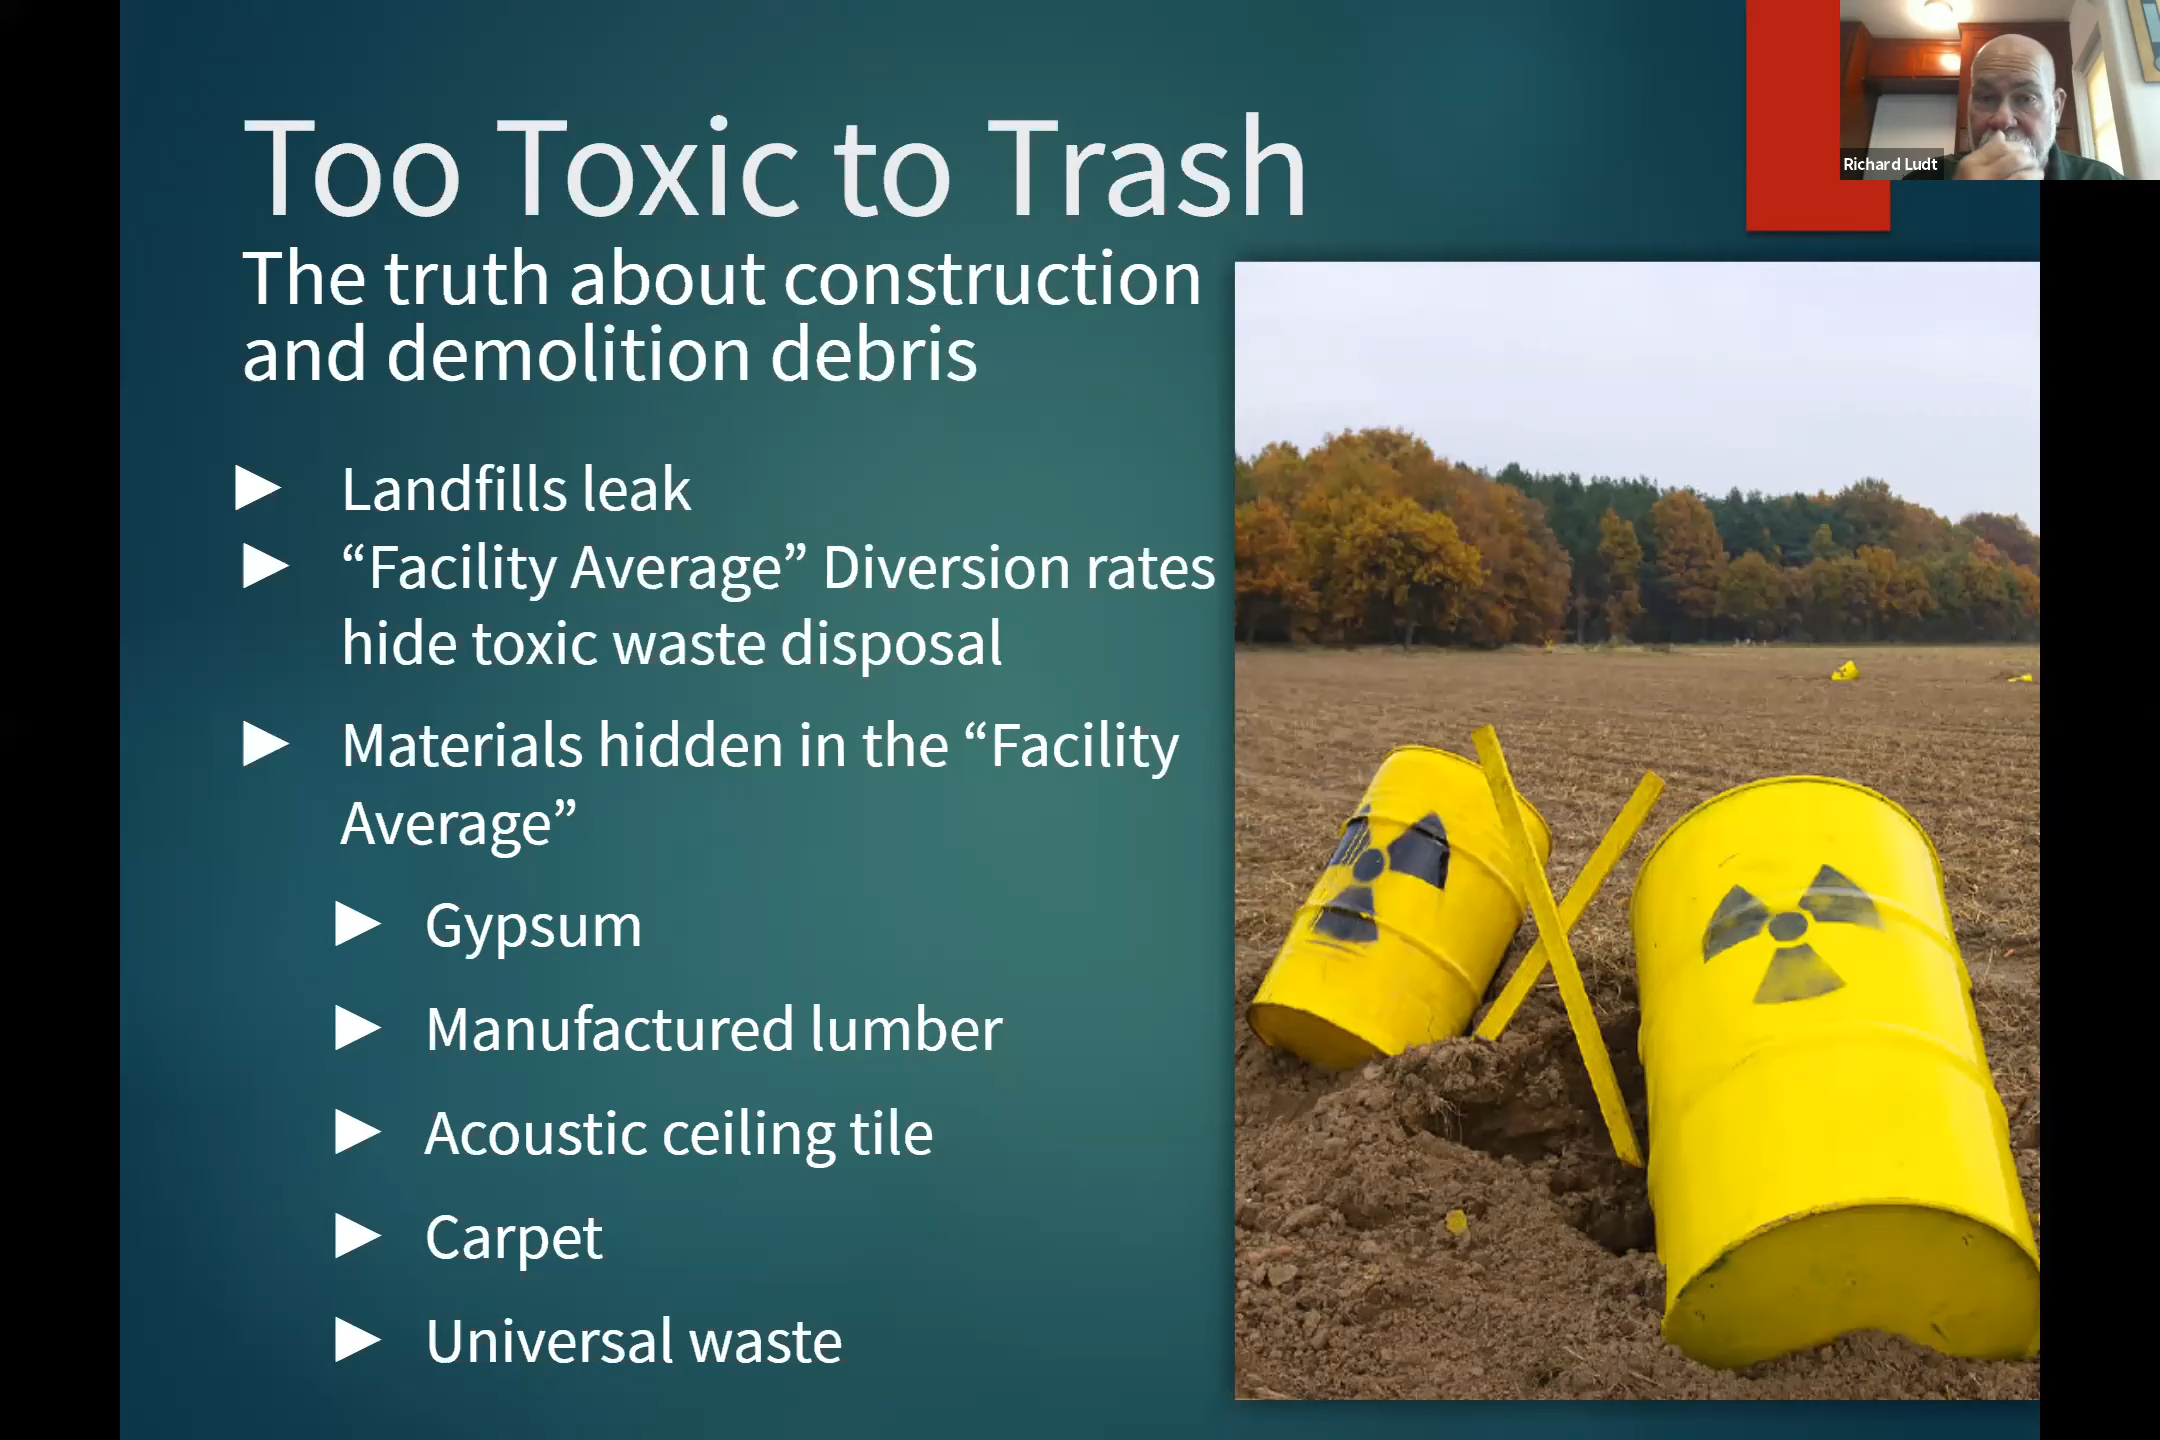 Too Toxic to Trash
Richard Ludt
The truth about construction
and demolition debris
► Landfills leak
► “Facility Average” Diversion rates
hide toxic waste disposal
► Materials hidden in the “Facility
Average”
► Gypsum
► Manufactured lumber
► Acoustic ceiling tile
► Carpet
► Universal waste